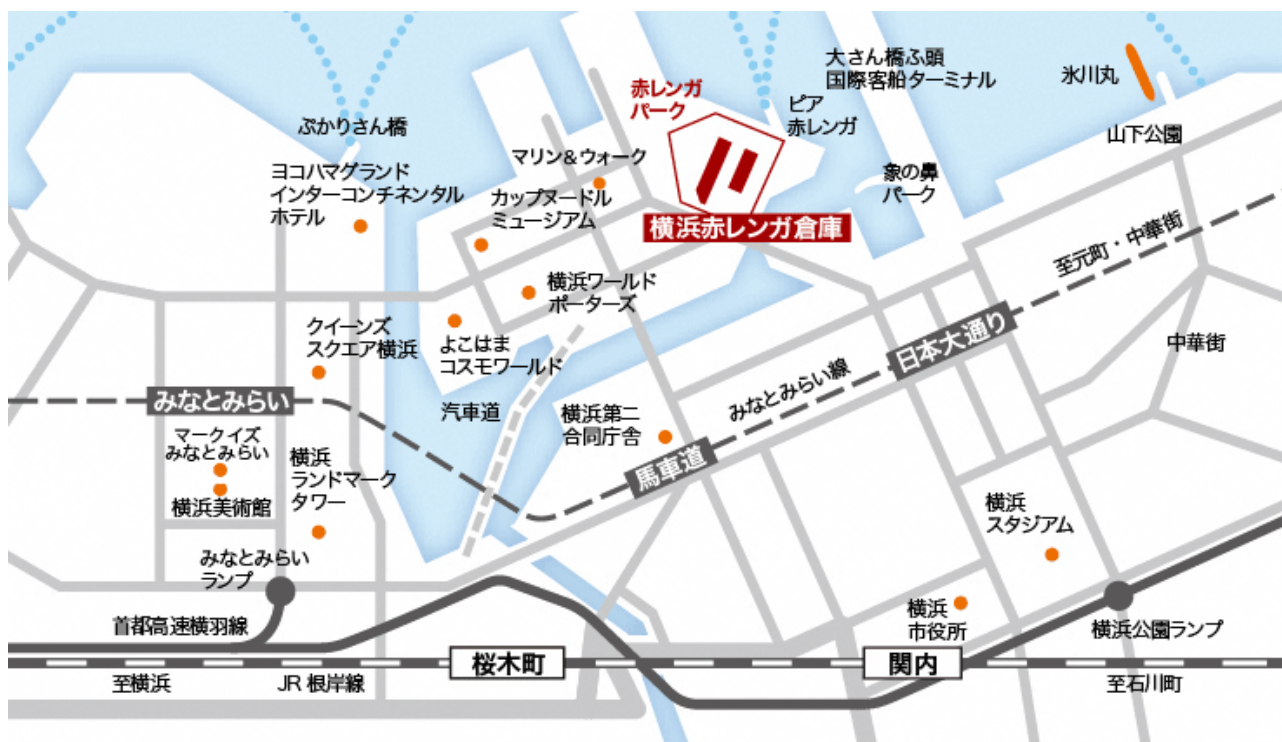 赤レンガ
パーク
大さん橋ふ頭
国際客船ターミナル
氷川丸
ピア
赤レンガ
ぷかりさん橋
山下公園
マリン&ウォーク
ヨコハマグランド
インターコンチネンタル
ホテル
カップヌードル
ミュージアム
象の鼻
パーク
横浜赤レンガ倉庫
至元町・中華街
横浜ワールド
ポーターズ
クイーンズ
スクエア横浜
よこはま
コスモワールド
日本大通り
中華街
みなとみらい線
みなとみらい
汽車道
横浜第二
合同庁舎
マークイズ
みなとみらい
横浜
ランドマーク
タワー
馬車道
横浜美術館
横浜
スタジアム
みなとみらい
ランプ
首都高速横羽線
横浜
市役所
横浜公園ランプ
桜木町
関内
至横浜
JR 根岸線
至石川町